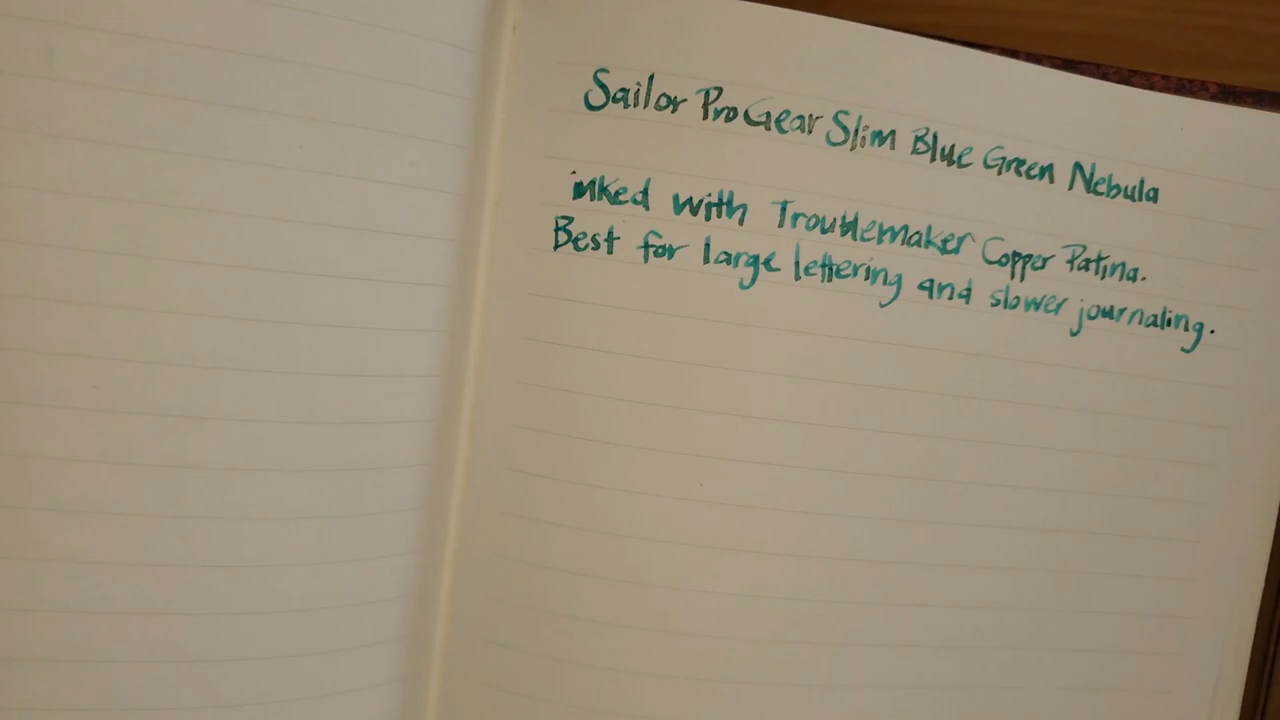 Sailor Pro Gear Slim Blue Green Nebula
inked with Troublemaker Copper Patina.
Best for large lettering and slower journaling.